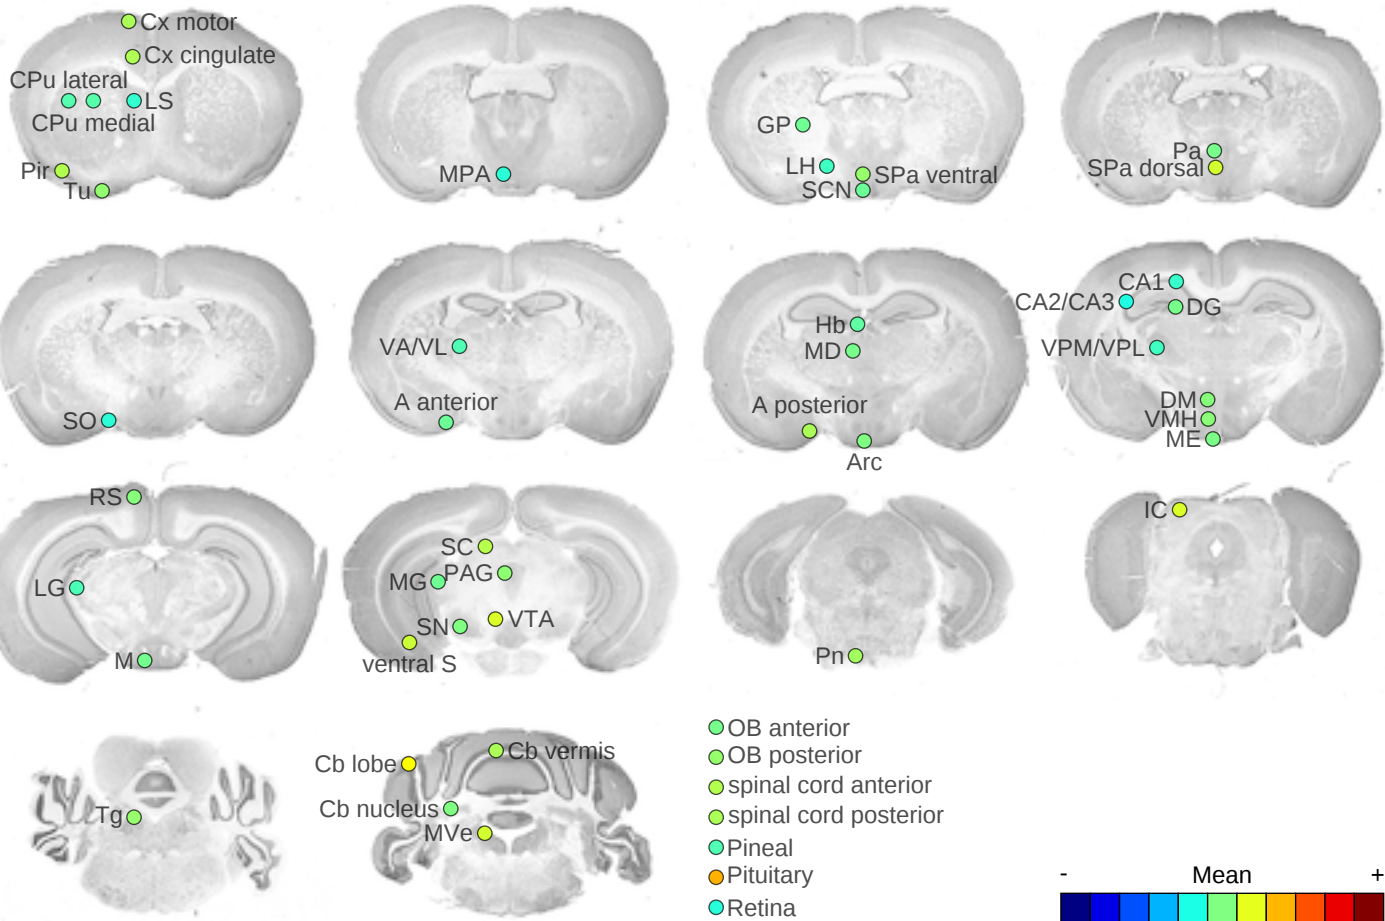 Cx motor
Cx cingulate
CPu lateral
LS
CPu medial
Pir
Tu
MPA
GP
LH
SPa ventral
SCN
Pa
SPa dorsal
SO
VA/VL
A anterior
Hb
MD
A posterior
Arc
CA1
CA2/CA3
DG
VPM/VPL
DM
VMH
ME
RS
LG
M
SC
MG
PAG
SN
VTA
ventral S
Pn
IC
Tg
Cb lobe
Cb vermis
Cb nucleus
MVe
OB anterior
OB posterior
spinal cord anterior
spinal cord posterior
Pineal
Pituitary
Retina
- Mean +